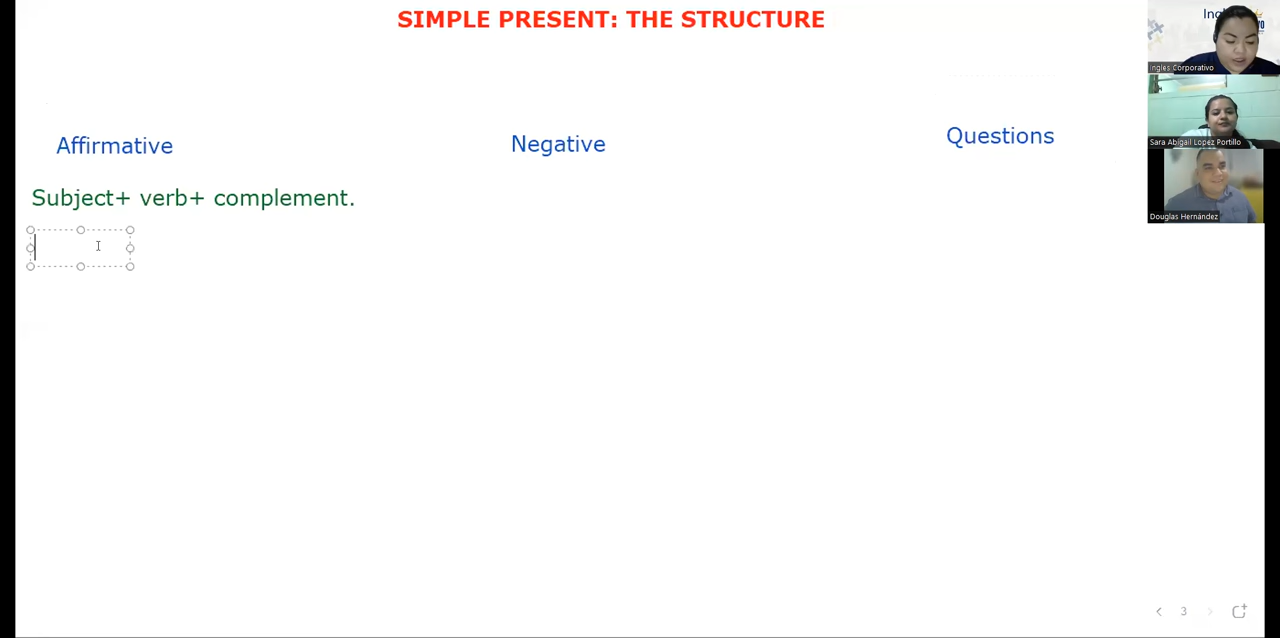 SIMPLE PRESENT: THE STRUCTURE
Affirmative
Negative
Questions
Subject+ verb+ complement.
Ingles Corporativo
Sara Abigail Lopez Portillo
Douglas Hernández
3